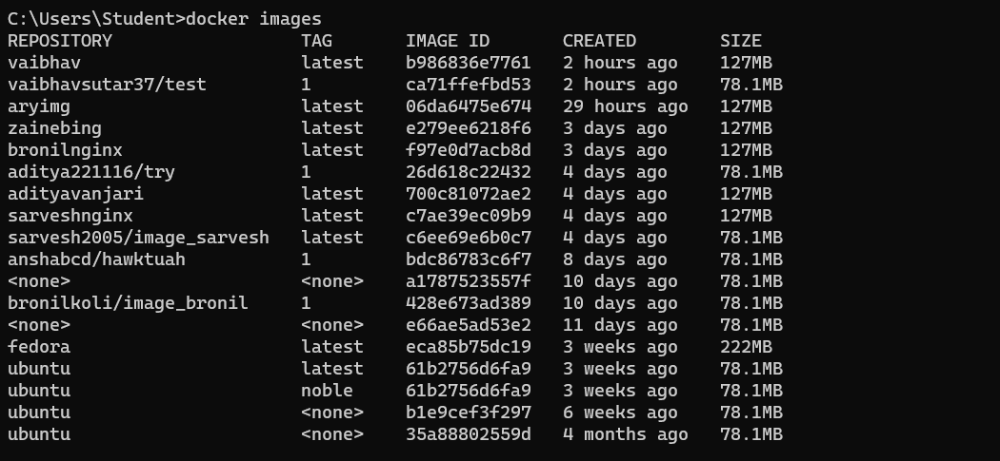 C:\Users\Student>docker images
REPOSITORY TAG IMAGE ID CREATED SIZE
vaibhav latest b986836e7761 2 hours ago 127MB
vaibhavsutar37/test 1 ca71ffefbd53 2 hours ago 78.1MB
aryimg latest 06da6475e674 29 hours ago 127MB
zainebing latest e279ee6218f6 3 days ago 127MB
bronilnginx latest f97e0d7acb8d 3 days ago 127MB
aditya221116/try 1 26d618c22432 4 days ago 78.1MB
adityavanjari latest 700c81072ae2 4 days ago 127MB
sarveshnginx latest c7ae39ec09b9 4 days ago 127MB
sarvesh2005/image_sarvesh latest c6ee69e6b0c7 4 days ago 78.1MB
anshabcd/hawktuah 1 bdc86783c6f7 8 days ago 78.1MB
<none> <none> a1787523557f 10 days ago 78.1MB
bronilkoli/image_bronil 1 428e673ad389 10 days ago 78.1MB
<none> <none> e66ae5ad53e2 11 days ago 78.1MB
fedora latest eca85b75dc19 3 weeks ago 222MB
ubuntu latest 61b2756d6fa9 3 weeks ago 78.1MB
ubuntu noble 61b2756d6fa9 3 weeks ago 78.1MB
ubuntu <none> b1e9cef3f297 6 weeks ago 78.1MB
ubuntu <none> 35a88802559d 4 months ago 78.1MB